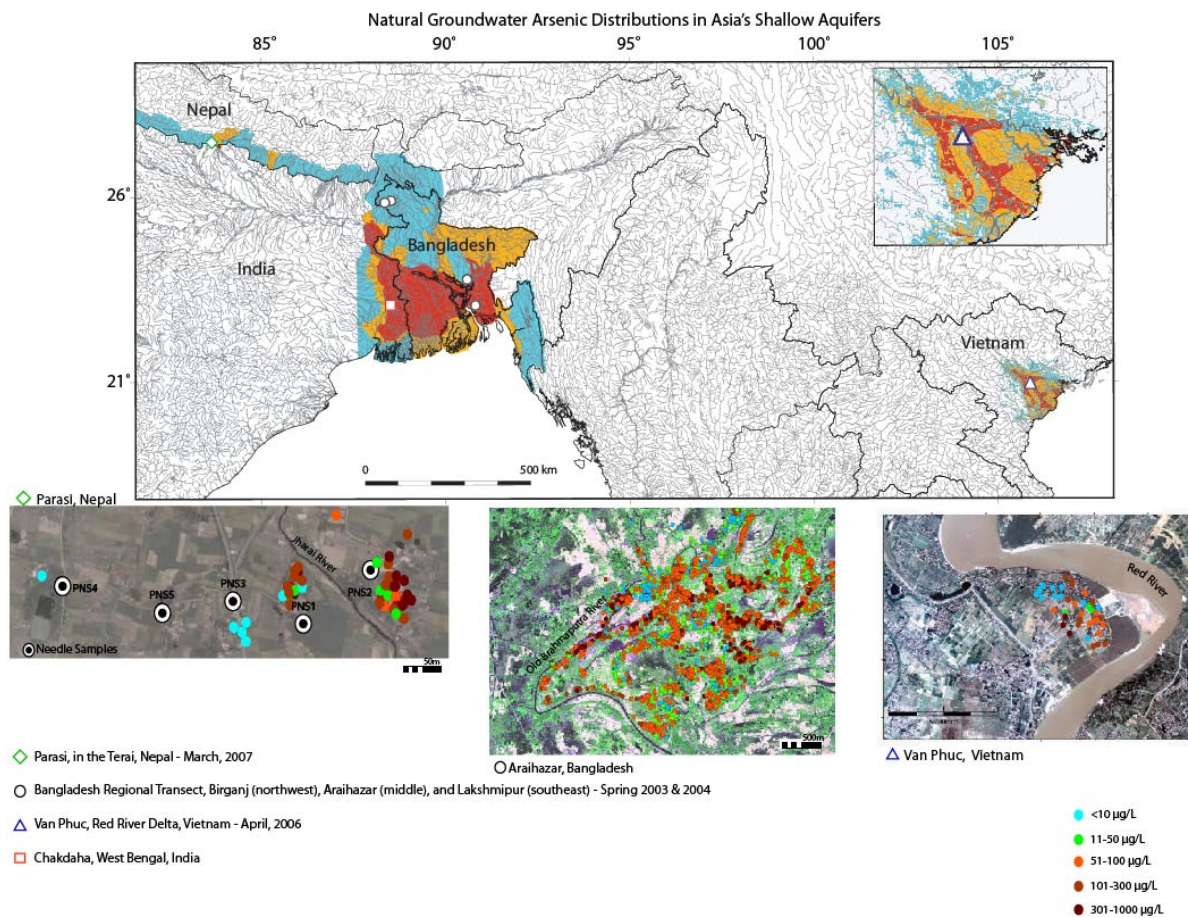 Natural Groundwater Arsenic Distributions in Asia's Shallow Aquifers
85° 90° 95° 100° 105°
Nepal
26°
Bangladesh
India
Vietnam
21°
0 500 km
Parasi, Nepal
Jharai River
PNS4
PNS5
PNS3
PNS1
PNS2
Needle Samples
50m
Old Brahmaputra River
500m
Red River
Araihazar, Bangladesh
Van Phuc, Vietnam
Parasi, in the Terai, Nepal - March, 2007
Bangladesh Regional Transect, Birganj (northwest), Araihazar (middle), and Lakshmipur (southeast) - Spring 2003 & 2004
Van Phuc, Red River Delta, Vietnam - April, 2006
Chakdaha, West Bengal, India
<10 µg/L
11-50 µg/L
51-100 µg/L
101-300 µg/L
301-1000 µg/L